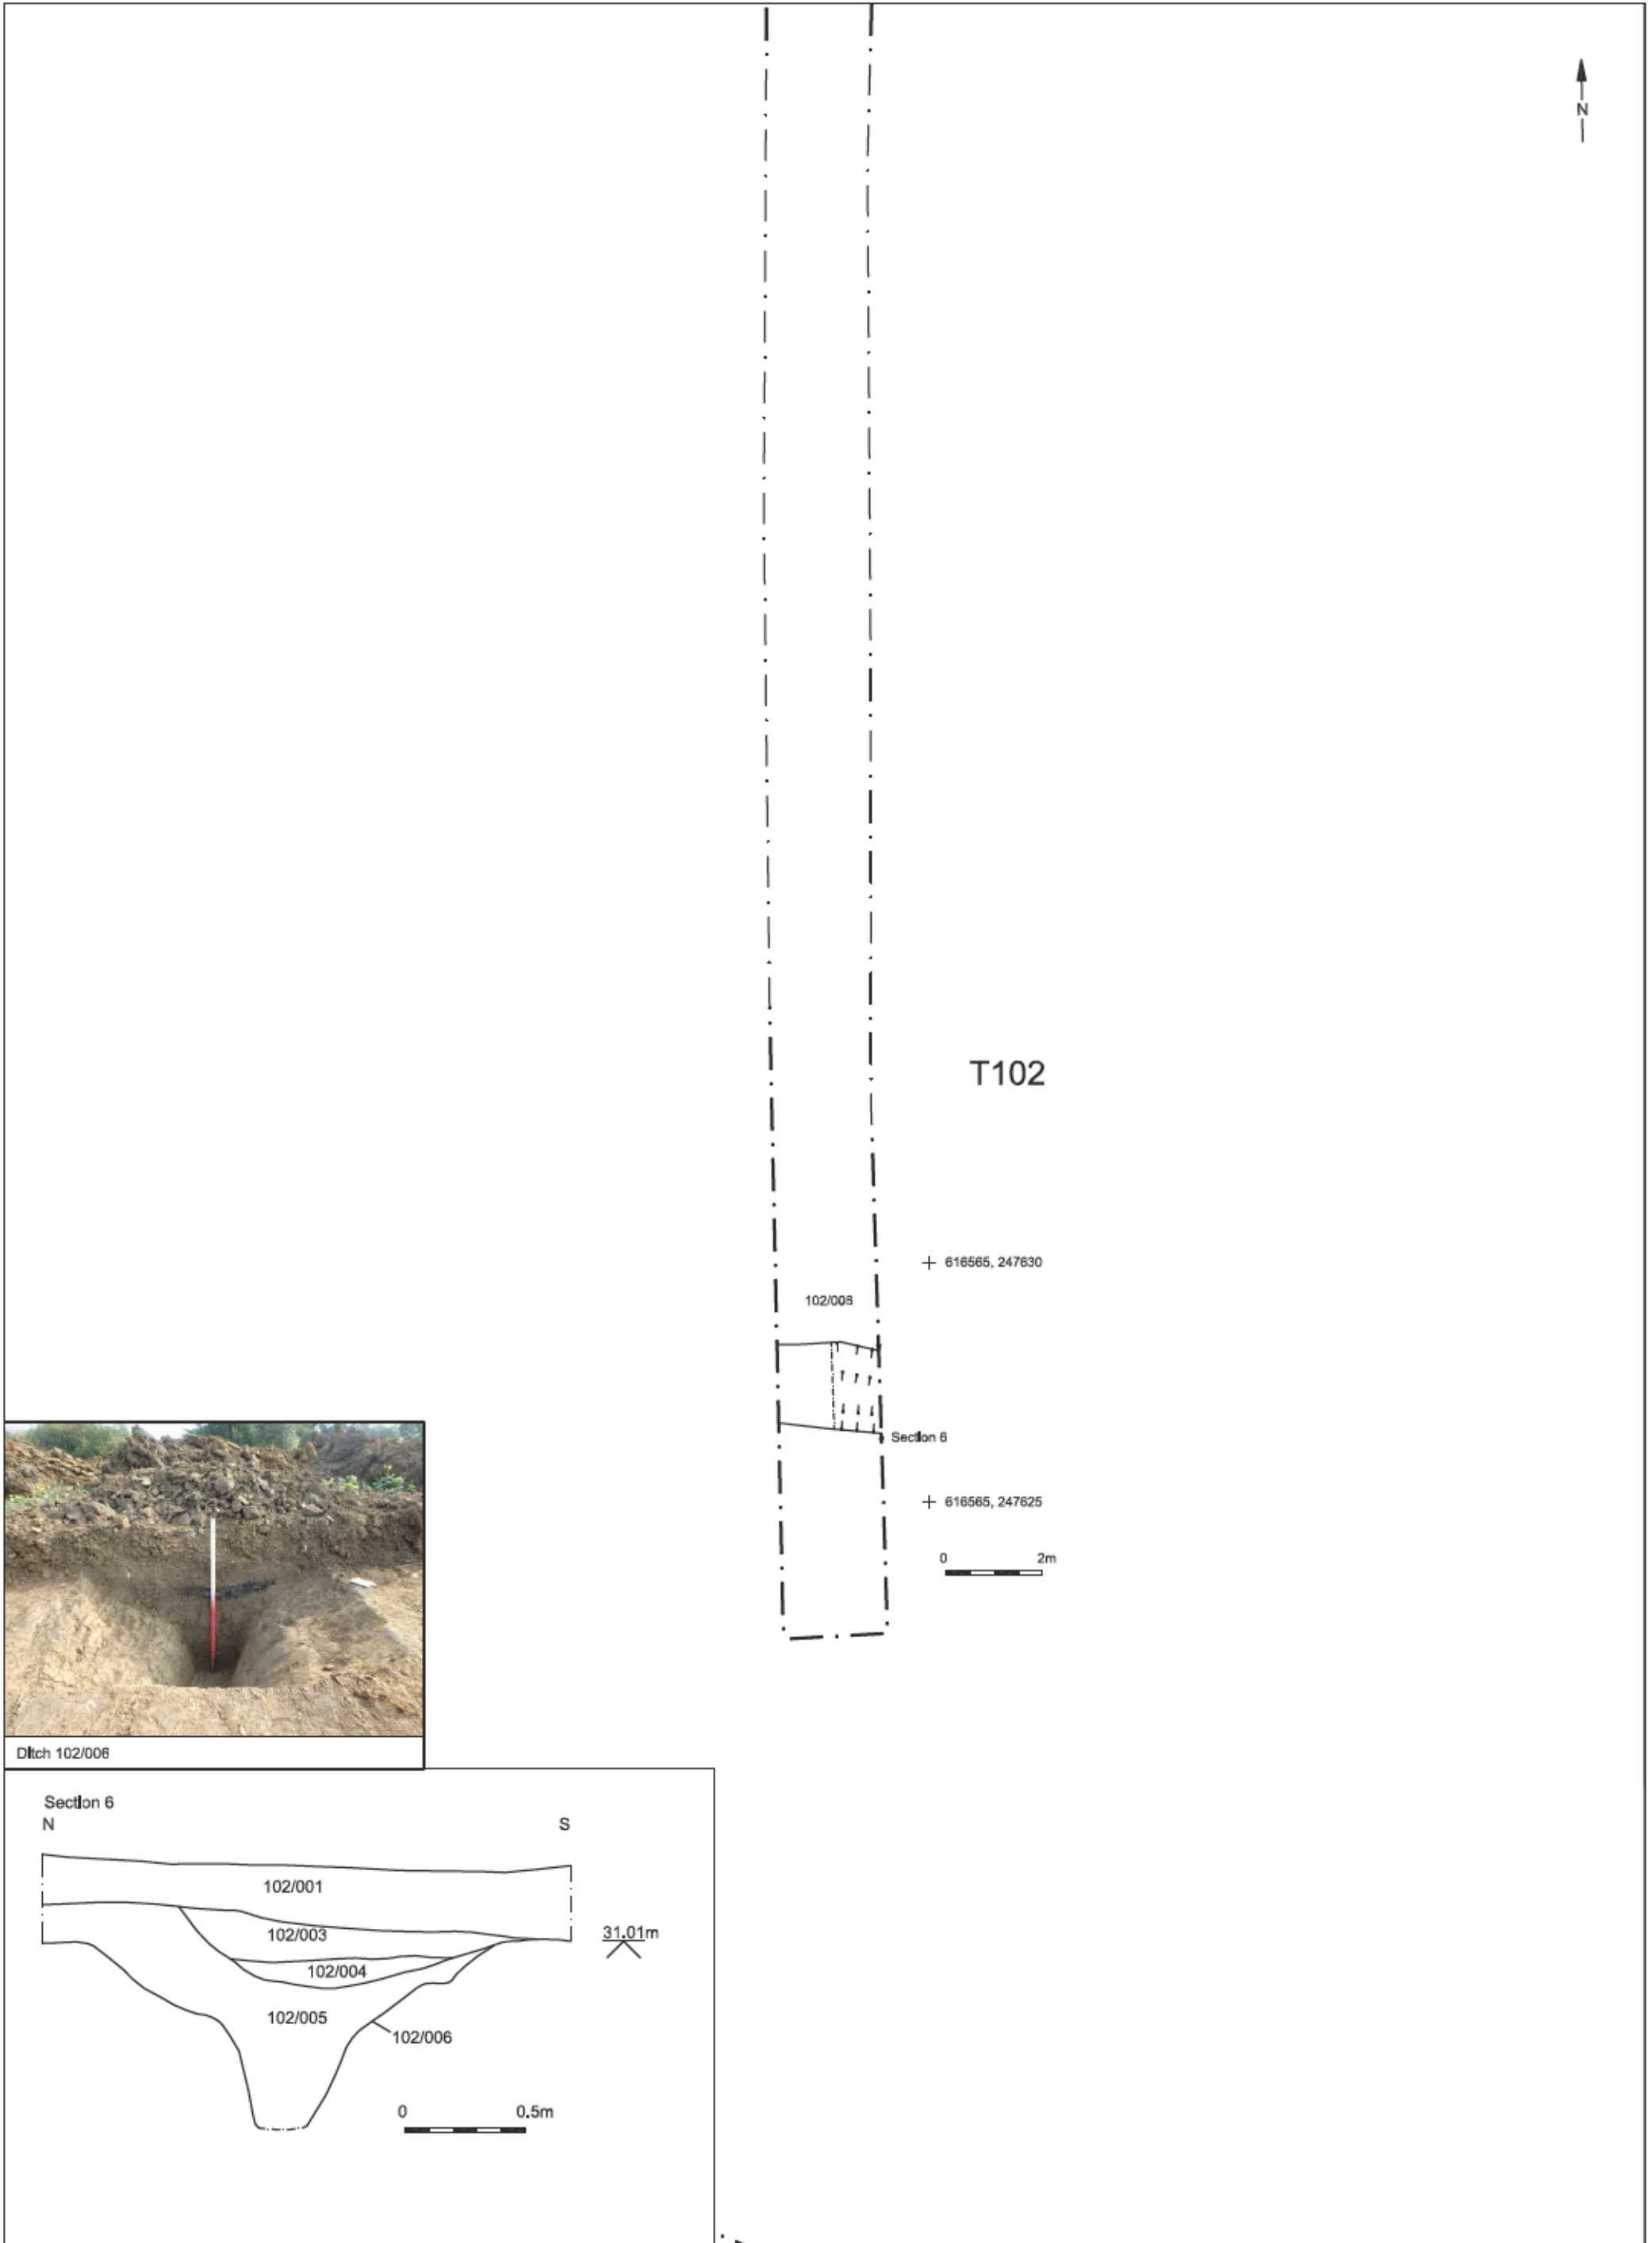 N
T102
616565, 247630
102/006
Section 6
616565, 247625
0 2m
Ditch 102/006
Section 6
N S
102/001
102/003
31.01m
102/004
102/005
102/006
0 0.5m